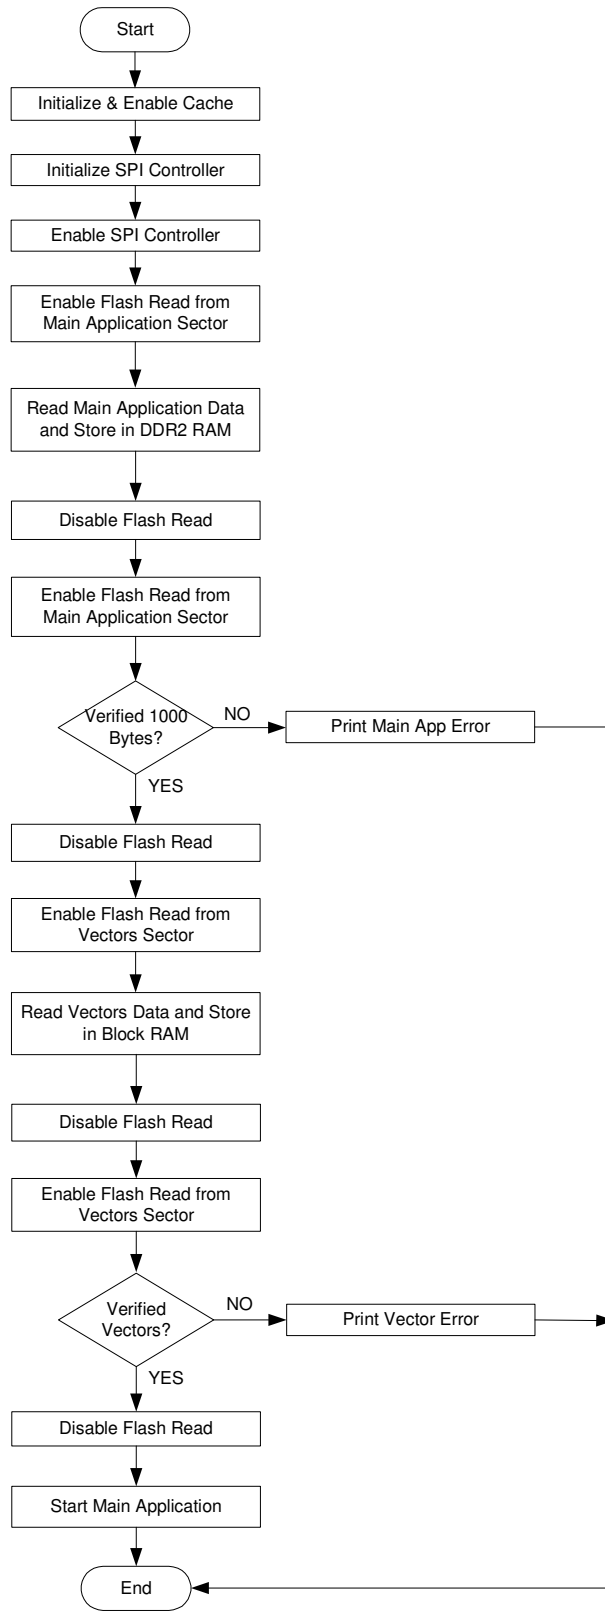 Start
Initialize & Enable Cache
Initialize SPI Controller
Enable SPI Controller
Enable Flash Read from
Main Application Sector
Read Main Application Data
and Store in DDR2 RAM
Disable Flash Read
Enable Flash Read from
Main Application Sector
Verified 1000
Bytes?
NO
Print Main App Error
YES
Disable Flash Read
Enable Flash Read from
Vectors Sector
Read Vectors Data and Store
in Block RAM
Disable Flash Read
Enable Flash Read from
Vectors Sector
Verified
Vectors?
NO
Print Vector Error
YES
Disable Flash Read
Start Main Application
End